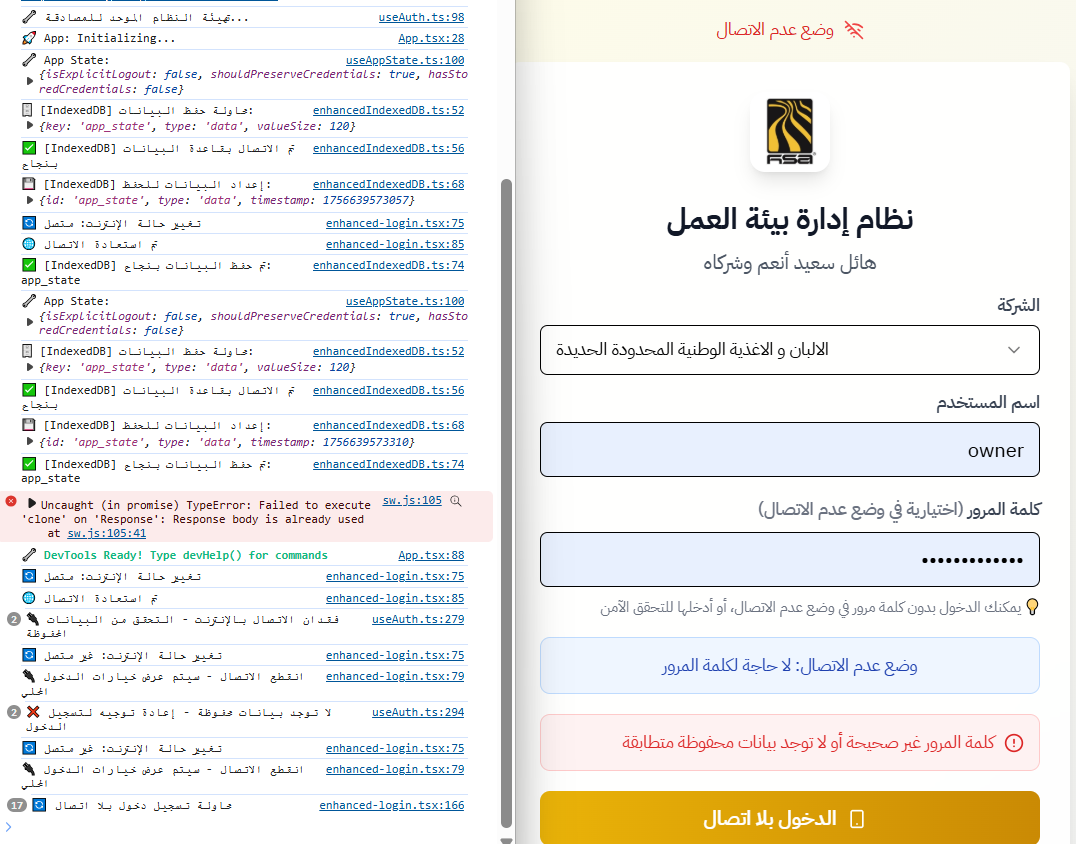 تهيئة النظام الموحد للمصادقة... useAuth.ts:98
App: Initializing... App.tsx:28
App State: useAppState.ts:100
{isExplicitLogout: false, shouldPreserveCredentials: true, hasSto
redCredentials: false}
[IndexedDB] محاولة حفظ البيانات: enhancedIndexedDB.ts:52
{key: 'app_state', type: 'data', valueSize: 120}
[IndexedDB] تم الاتصال بقاعدة البيانات enhancedIndexedDB.ts:56
بنجاح
[IndexedDB] إعداد البيانات للحفظ: enhancedIndexedDB.ts:68
{id: 'app_state', type: 'data', timestamp: 1756639573057}
تغيير حالة الإنترنت: متصل enhanced-login.tsx:75
تم استعادة الاتصال enhanced-login.tsx:85
[IndexedDB] تم حفظ البيانات بنجاح: enhancedIndexedDB.ts:74
app_state
App State: useAppState.ts:100
{isExplicitLogout: false, shouldPreserveCredentials: true, hasSto
redCredentials: false}
[IndexedDB] محاولة حفظ البيانات: enhancedIndexedDB.ts:52
{key: 'app_state', type: 'data', valueSize: 120}
[IndexedDB] تم الاتصال بقاعدة البيانات enhancedIndexedDB.ts:56
بنجاح
[IndexedDB] إعداد البيانات للحفظ: enhancedIndexedDB.ts:68
{id: 'app_state', type: 'data', timestamp: 1756639573310}
[IndexedDB] تم حفظ البيانات بنجاح: enhancedIndexedDB.ts:74
app_state
Uncaught (in promise) TypeError: Failed to execute sw.js:105
'clone' on 'Response': Response body is already used
at sw.js:105:41
DevTools Ready! Type devHelp() for commands App.tsx:88
تغيير حالة الإنترنت: متصل enhanced-login.tsx:75
تم استعادة الاتصال enhanced-login.tsx:85
2 فقدان الاتصال بالإنترنت - التحقق من البيانات useAuth.ts:279
المحفوظة
تغيير حالة الإنترنت: غير متصل enhanced-login.tsx:75
انقطع الاتصال - سيتم عرض خيارات الدخول enhanced-login.tsx:79
المحلي
2 لا توجد بيانات محفوظة - إعادة توجيه لتسجيل useAuth.ts:294
الدخول
تغيير حالة الإنترنت: غير متصل enhanced-login.tsx:75
انقطع الاتصال - سيتم عرض خيارات الدخول enhanced-login.tsx:79
المحلي
17 محاولة تسجيل دخول بلا اتصال enhanced-login.tsx:166
وضع عدم الاتصال
RSA
نظام إدارة بيئة العمل
هائل سعيد أنعم وشركاه
الشركة
الالبان و الاغذية الوطنية المحدودة الحديدة
اسم المستخدم
owner
كلمة المرور (اختيارية في وضع عدم الاتصال)
•••••••••••••
يمكنك الدخول بدون كلمة مرور في وضع عدم الاتصال، أو أدخلها للتحقق الآمن
وضع عدم الاتصال: لا حاجة لكلمة المرور
كلمة المرور غير صحيحة أو لا توجد بيانات محفوظة متطابقة
الدخول بلا اتصال